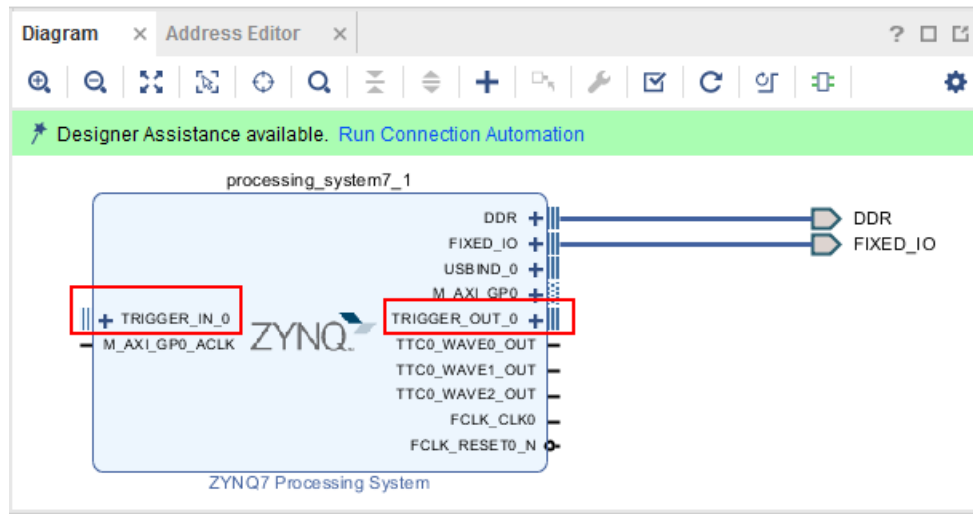 Diagram × Address Editor ×
Designer Assistance available. Run Connection Automation
processing_system7_1
DDR
FIXED_IO
USBIND_0
M_AXI_GP0
TRIGGER_IN_0
TRIGGER_OUT_0
M_AXI_GP0_ACLK
ZYNQ
TTC0_WAVE0_OUT
TTC0_WAVE1_OUT
TTC0_WAVE2_OUT
FCLK_CLK0
FCLK_RESET0_N
DDR
FIXED_IO
ZYNQ7 Processing System